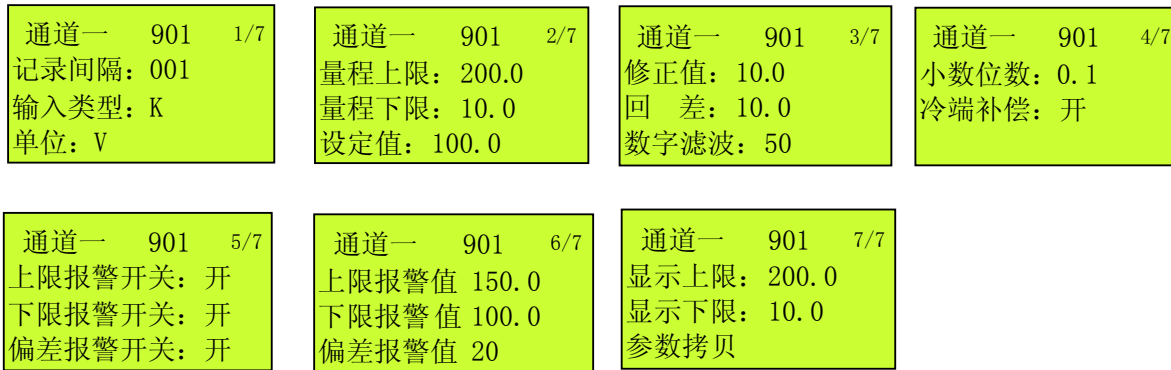 通道一 901 1/7
记录间隔：001
输入类型：K
单位：V
通道一 901 2/7
量程上限：200.0
量程下限：10.0
设定值：100.0
通道一 901 3/7
修正值：10.0
回 差：10.0
数字滤波：50
通道一 901 4/7
小数位数：0.1
冷端补偿：开
通道一 901 5/7
上限报警开关：开
下限报警开关：开
偏差报警开关：开
通道一 901 6/7
上限报警值 150.0
下限报警值 100.0
偏差报警值 20
通道一 901 7/7
显示上限：200.0
显示下限：10.0
参数拷贝